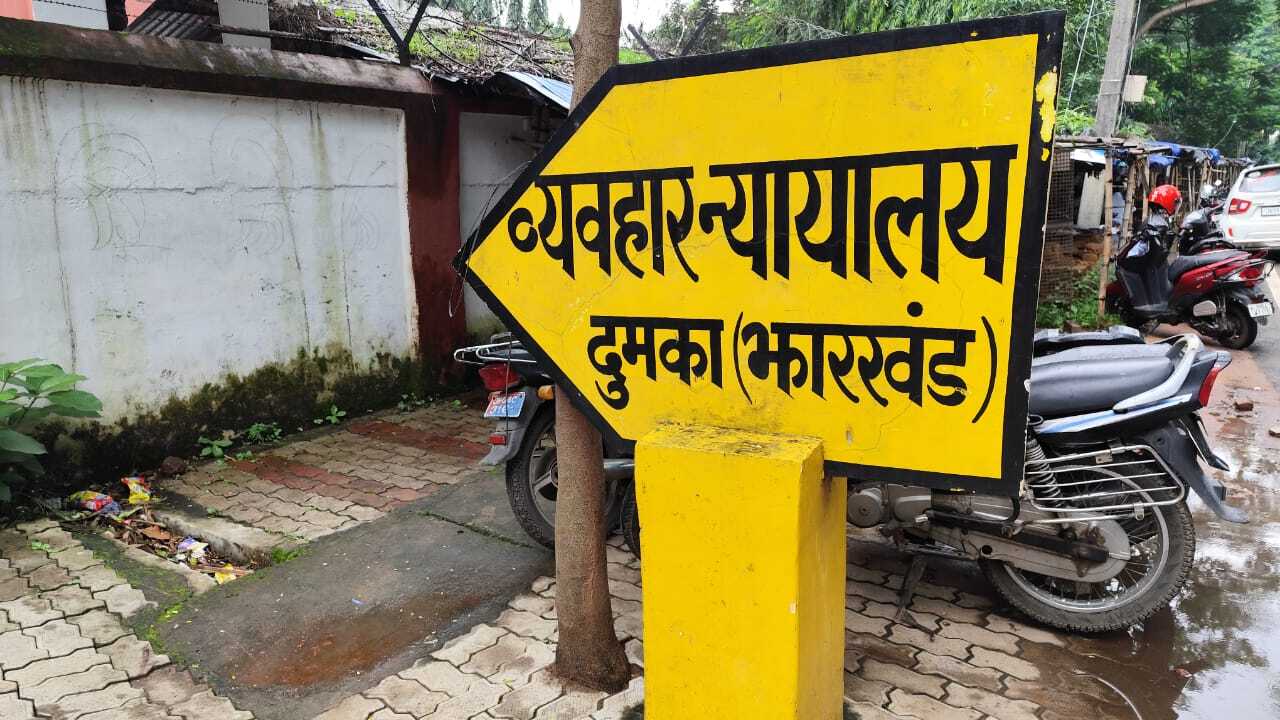 व्यवहार न्यायालय
दुमका (झारखंड)